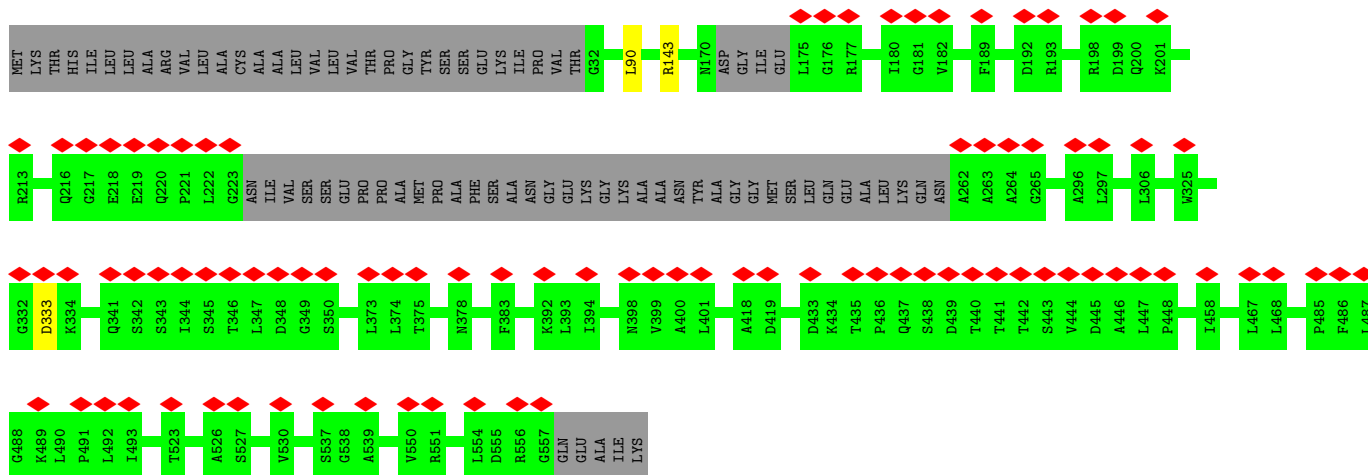 MET LYS THR HIS ILE LEU LEU ALA ARG VAL LEU ALA CYS ALA ALA LEU VAL LEU VAL THR PRO GLY TYR SER SER GLU LYS ILE PRO VAL THR G32 L90 R143 N170 ASP GLY ILE GLU L175 G176 R177 I180 G181 V182 F189 D192 R193 R198 D199 Q200 K201
R213 Q216 G217 E218 E219 Q220 P221 L222 G223 ASN ILE VAL SER SER GLU PRO PRO ALA MET PRO ALA PHE SER ALA ASN GLY GLU LYS GLY LYS ALA ALA ASN TYR ALA GLY GLY MET SER LEU GLN GLU ALA LEU LYS GLN ASN A262 A263 A264 G265 A296 L297 L306 W325
G332 D333 K334 Q341 S342 S343 I344 S345 T346 L347 D348 G349 S350 L373 L374 T375 N378 F383 K392 L393 I394 N398 V399 A400 L401 A418 D419 D433 K434 T435 P436 Q437 S438 D439 T440 T441 T442 S443 V444 D445 A446 L447 P448 I458 L467 L468 P485 F486 L487
G488 K489 L490 P491 L492 I493 T523 A526 S527 V530 S537 G538 A539 V550 R551 L554 D555 R556 G557 GLN GLU ALA ILE LYS